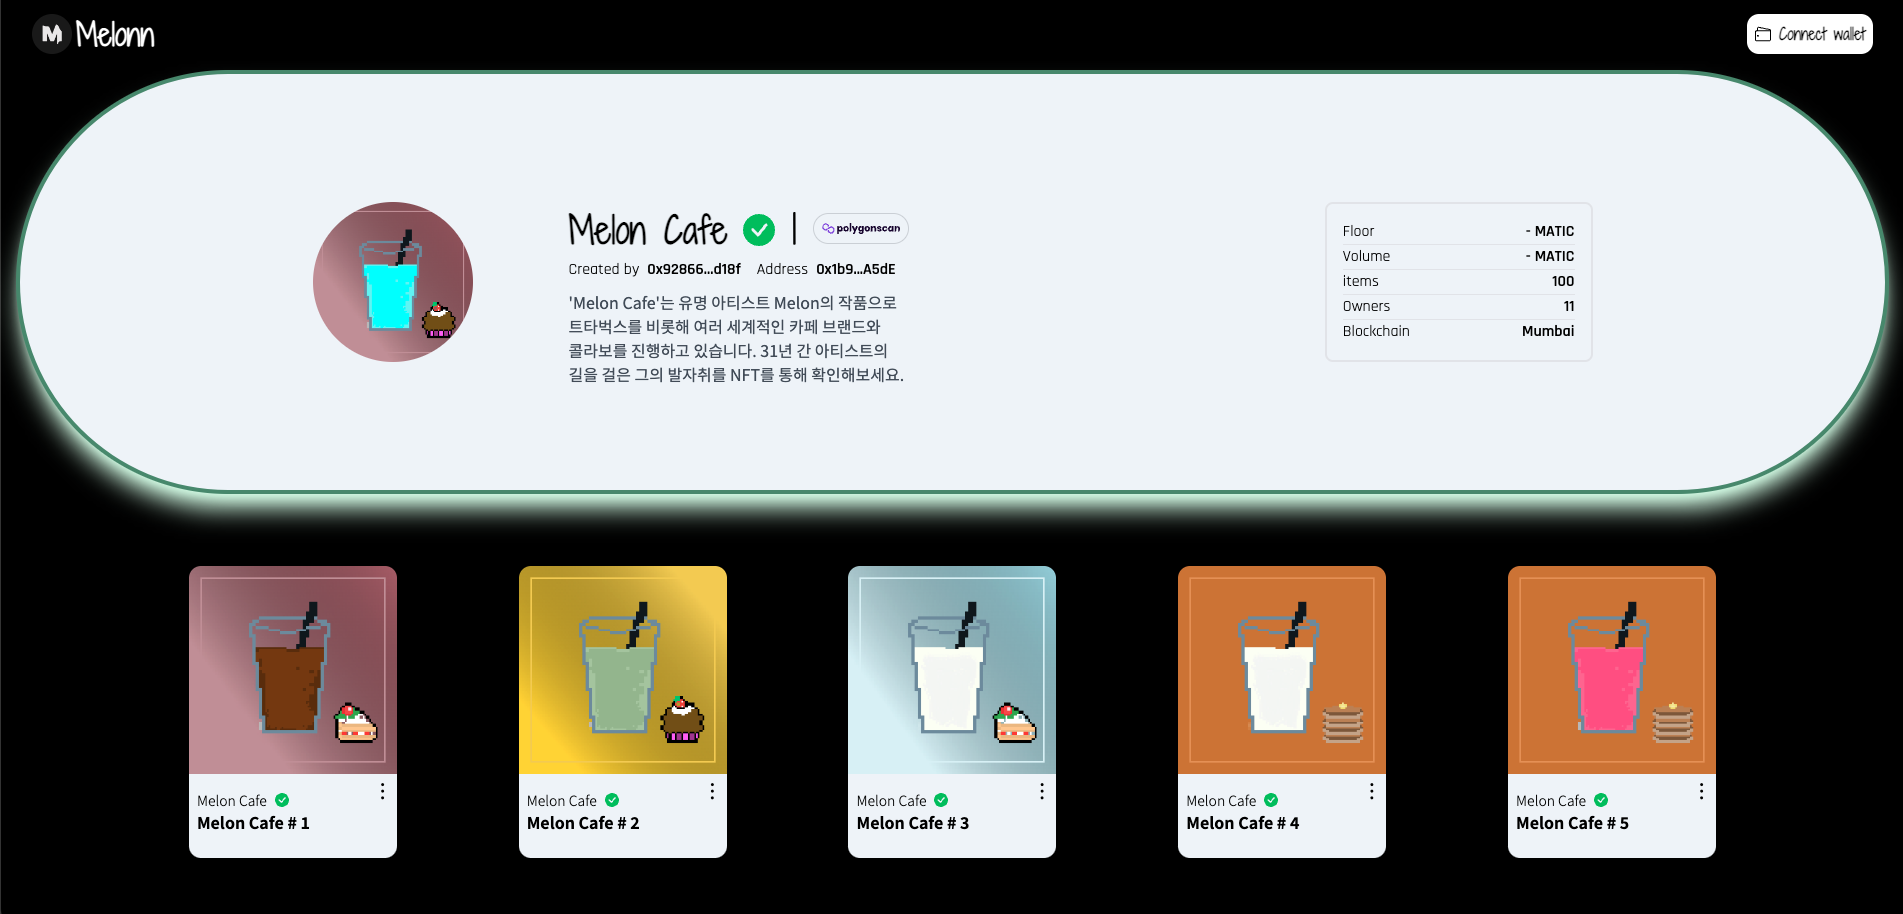 Melonn
Connect wallet
Melon Cafe
polygonscan
Created by 0x92866...d18f Address 0x1b9...A5dE
'Melon Cafe'는 유명 아티스트 Melon의 작품으로
트타벅스를 비롯해 여러 세계적인 카페 브랜드와
콜라보를 진행하고 있습니다. 31년 간 아티스트의
길을 걸은 그의 발자취를 NFT를 통해 확인해보세요.
Floor - MATIC
Volume - MATIC
items 100
Owners 11
Blockchain Mumbai
Melon Cafe
Melon Cafe # 1
Melon Cafe
Melon Cafe # 2
Melon Cafe
Melon Cafe # 3
Melon Cafe
Melon Cafe # 4
Melon Cafe
Melon Cafe # 5